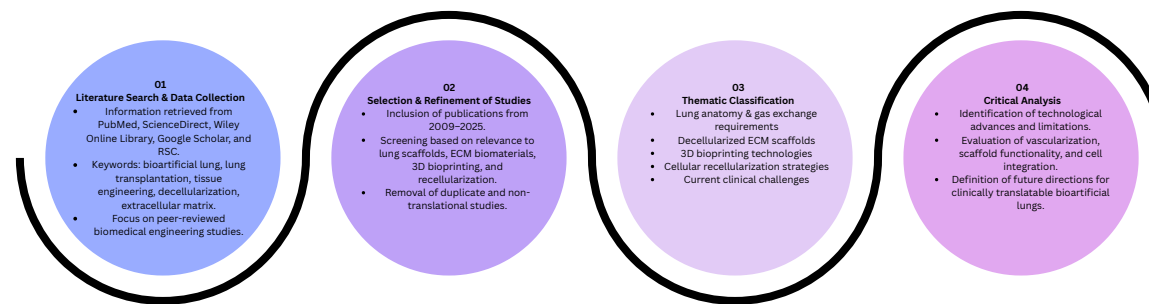 01
Literature Search & Data Collection
• Information retrieved from
PubMed, ScienceDirect, Wiley
Online Library, Google Scholar, and
RSC.
• Keywords: bioartificial lung, lung
transplantation, tissue
engineering, decellularization,
extracellular matrix.
• Focus on peer-reviewed
biomedical engineering studies.
02
Selection & Refinement of Studies
• Inclusion of publications from
2009–2025.
• Screening based on relevance to
lung scaffolds, ECM biomaterials,
3D bioprinting, and
recellularization.
• Removal of duplicate and non-
translational studies.
03
Thematic Classification
• Lung anatomy & gas exchange
requirements
• Decellularized ECM scaffolds
• 3D bioprinting technologies
• Cellular recellularization strategies
• Current clinical challenges
04
Critical Analysis
• Identification of technological
advances and limitations.
• Evaluation of vascularization,
scaffold functionality, and cell
integration.
• Definition of future directions for
clinically translatable bioartificial
lungs.